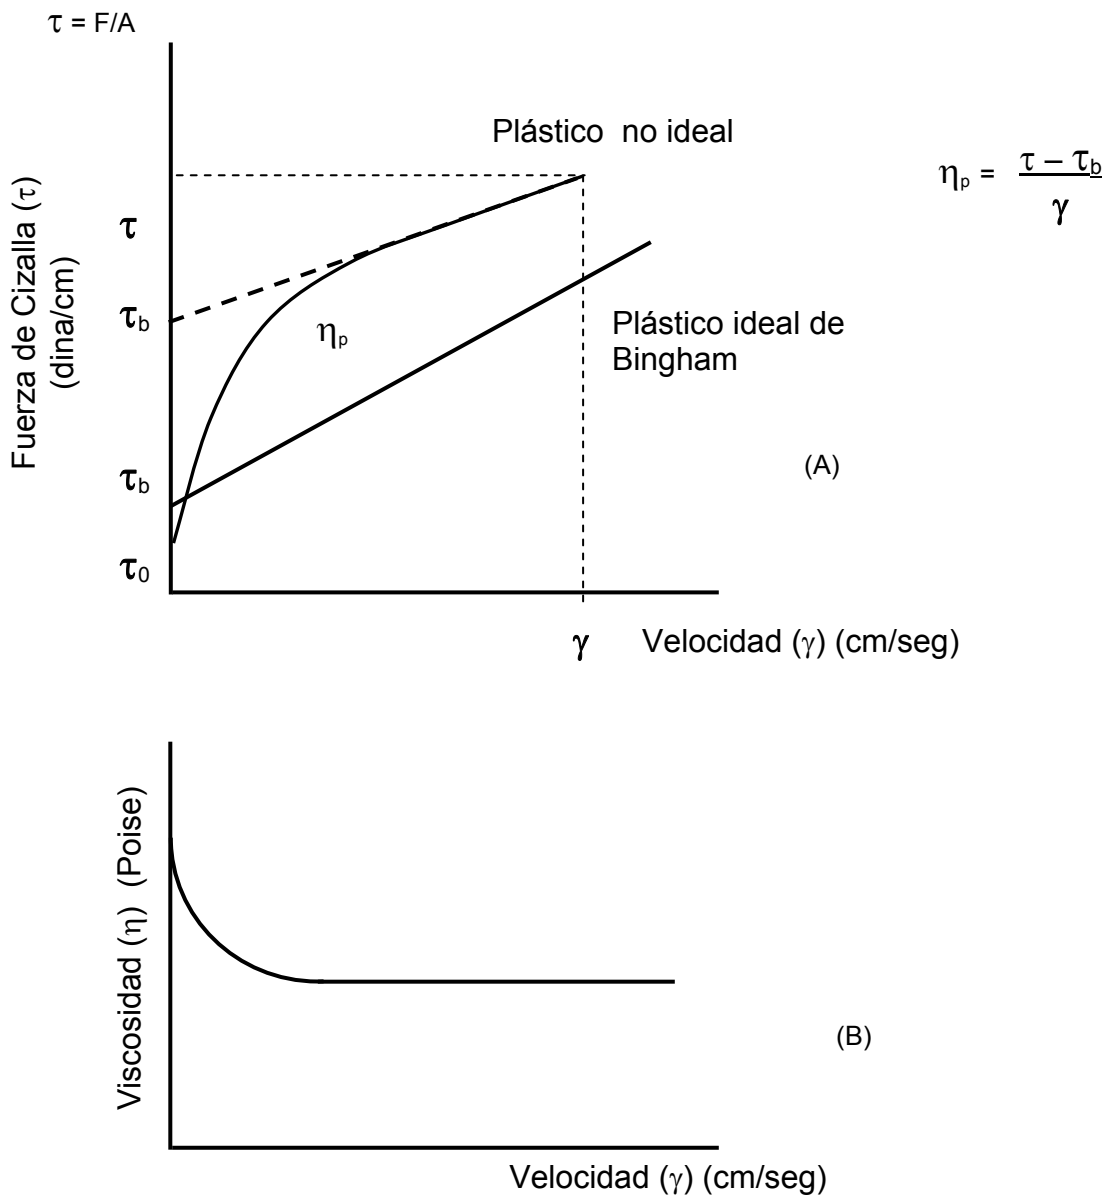 τ = F/A
Plástico no ideal
ηp = τ – τb
γ
Fuerza de Cizalla (τ)
(dina/cm)
τ
τb
ηp
Plástico ideal de
Bingham
τb
(A)
τ0
γ
Velocidad (γ) (cm/seg)
Viscosidad (η) (Poise)
(B)
Velocidad (γ) (cm/seg)